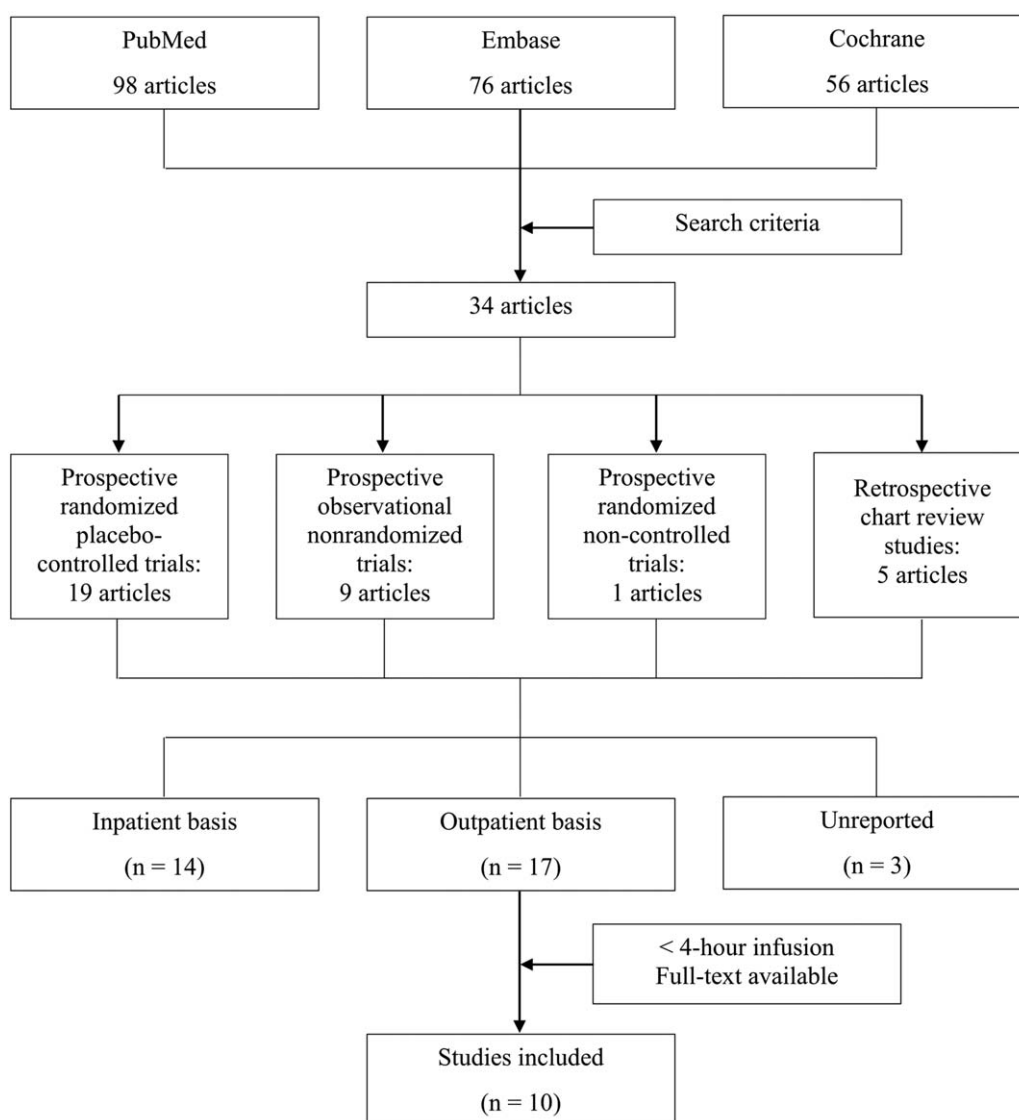 PubMed
98 articles
Embase
76 articles
Cochrane
56 articles
Search criteria
34 articles
Prospective
randomized
placebo-
controlled trials:
19 articles
Prospective
observational
nonrandomized
trials:
9 articles
Prospective
randomized
non-controlled
trials:
1 articles
Retrospective
chart review
studies:
5 articles
Inpatient basis
(n = 14)
Outpatient basis
(n = 17)
Unreported
(n = 3)
< 4-hour infusion
Full-text available
Studies included
(n = 10)